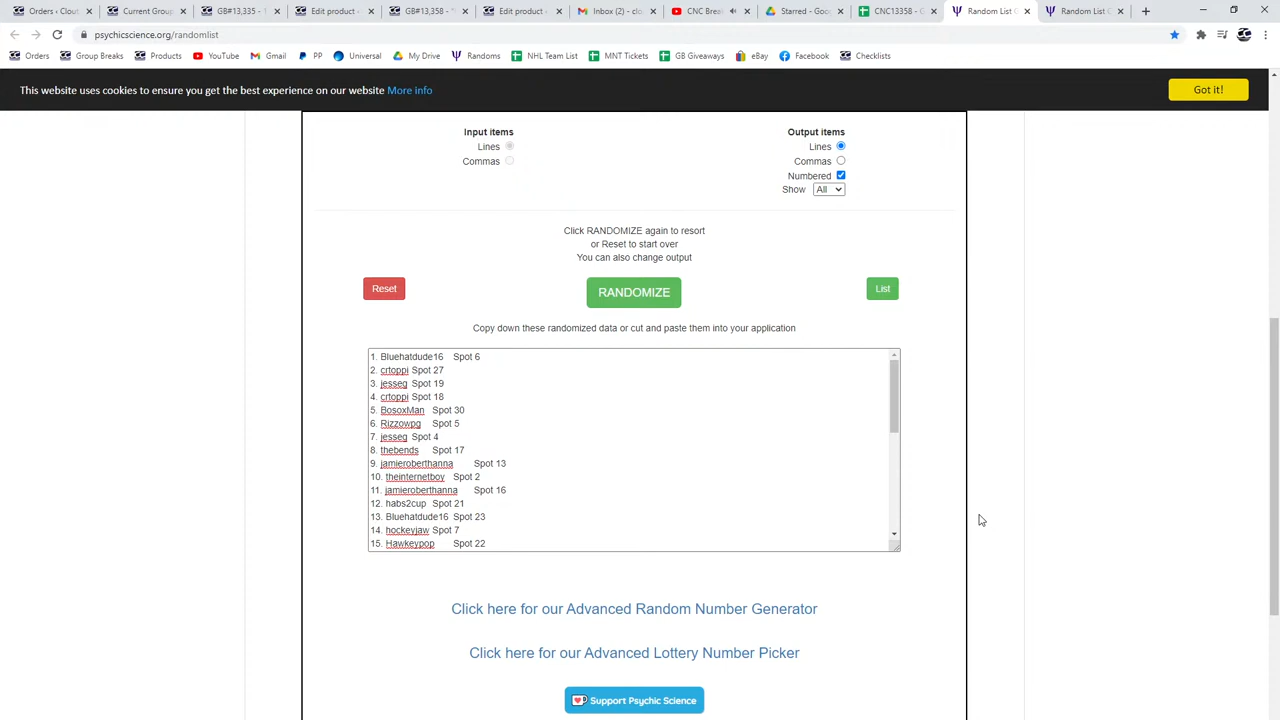 Orders · Clou
Current Group
GB#13,335 -
Edit product
GB#13,358 -
Edit product
Inbox (2) - cl
CNC Break
Starred - Goog
CNC13358 - G
Random List G
Random List G
psychicscience.org/randomlist
Orders
Group Breaks
Products
YouTube
Gmail
PP
Universal
My Drive
Randoms
NHL Team List
MNT Tickets
GB Giveaways
eBay
Facebook
Checklists
This website uses cookies to ensure you get the best experience on our website More info
Got it!
Input items
Lines
Commas
Output items
Lines
Commas
Numbered
Show All
Click RANDOMIZE again to resort
or Reset to start over
You can also change output
Reset
RANDOMIZE
List
Copy down these randomized data or cut and paste them into your application
1. Bluehatdude16 Spot 6
2. crtoppi Spot 27
3. jesseg Spot 19
4. crtoppi Spot 18
5. BosoxMan Spot 30
6. Rizzowpg Spot 5
7. jesseg Spot 4
8. thebends Spot 17
9. jamieroberthanna Spot 13
10. theinternetboy Spot 2
11. jamieroberthanna Spot 16
12. habs2cup Spot 21
13. Bluehatdude16 Spot 23
14. hockeyjaw Spot 7
15. Hawkeypop Spot 22
Click here for our Advanced Random Number Generator
Click here for our Advanced Lottery Number Picker
Support Psychic Science